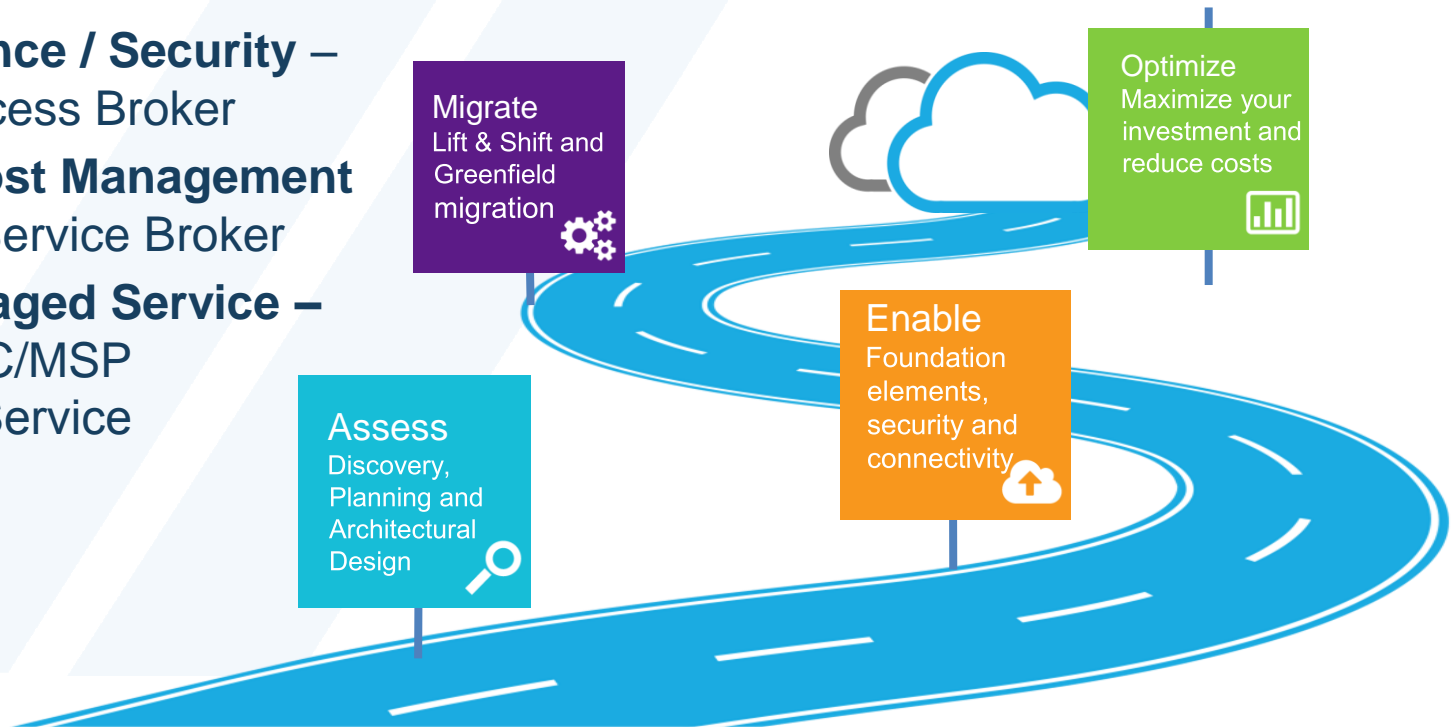 nce / Security –
cess Broker
ost Management
ervice Broker
aged Service –
C/MSP
ervice
Migrate
Lift & Shift and
Greenfield
migration
Optimize
Maximize your
investment and
reduce costs
Enable
Foundation
elements,
security and
connectivity
Assess
Discovery,
Planning and
Architectural
Design